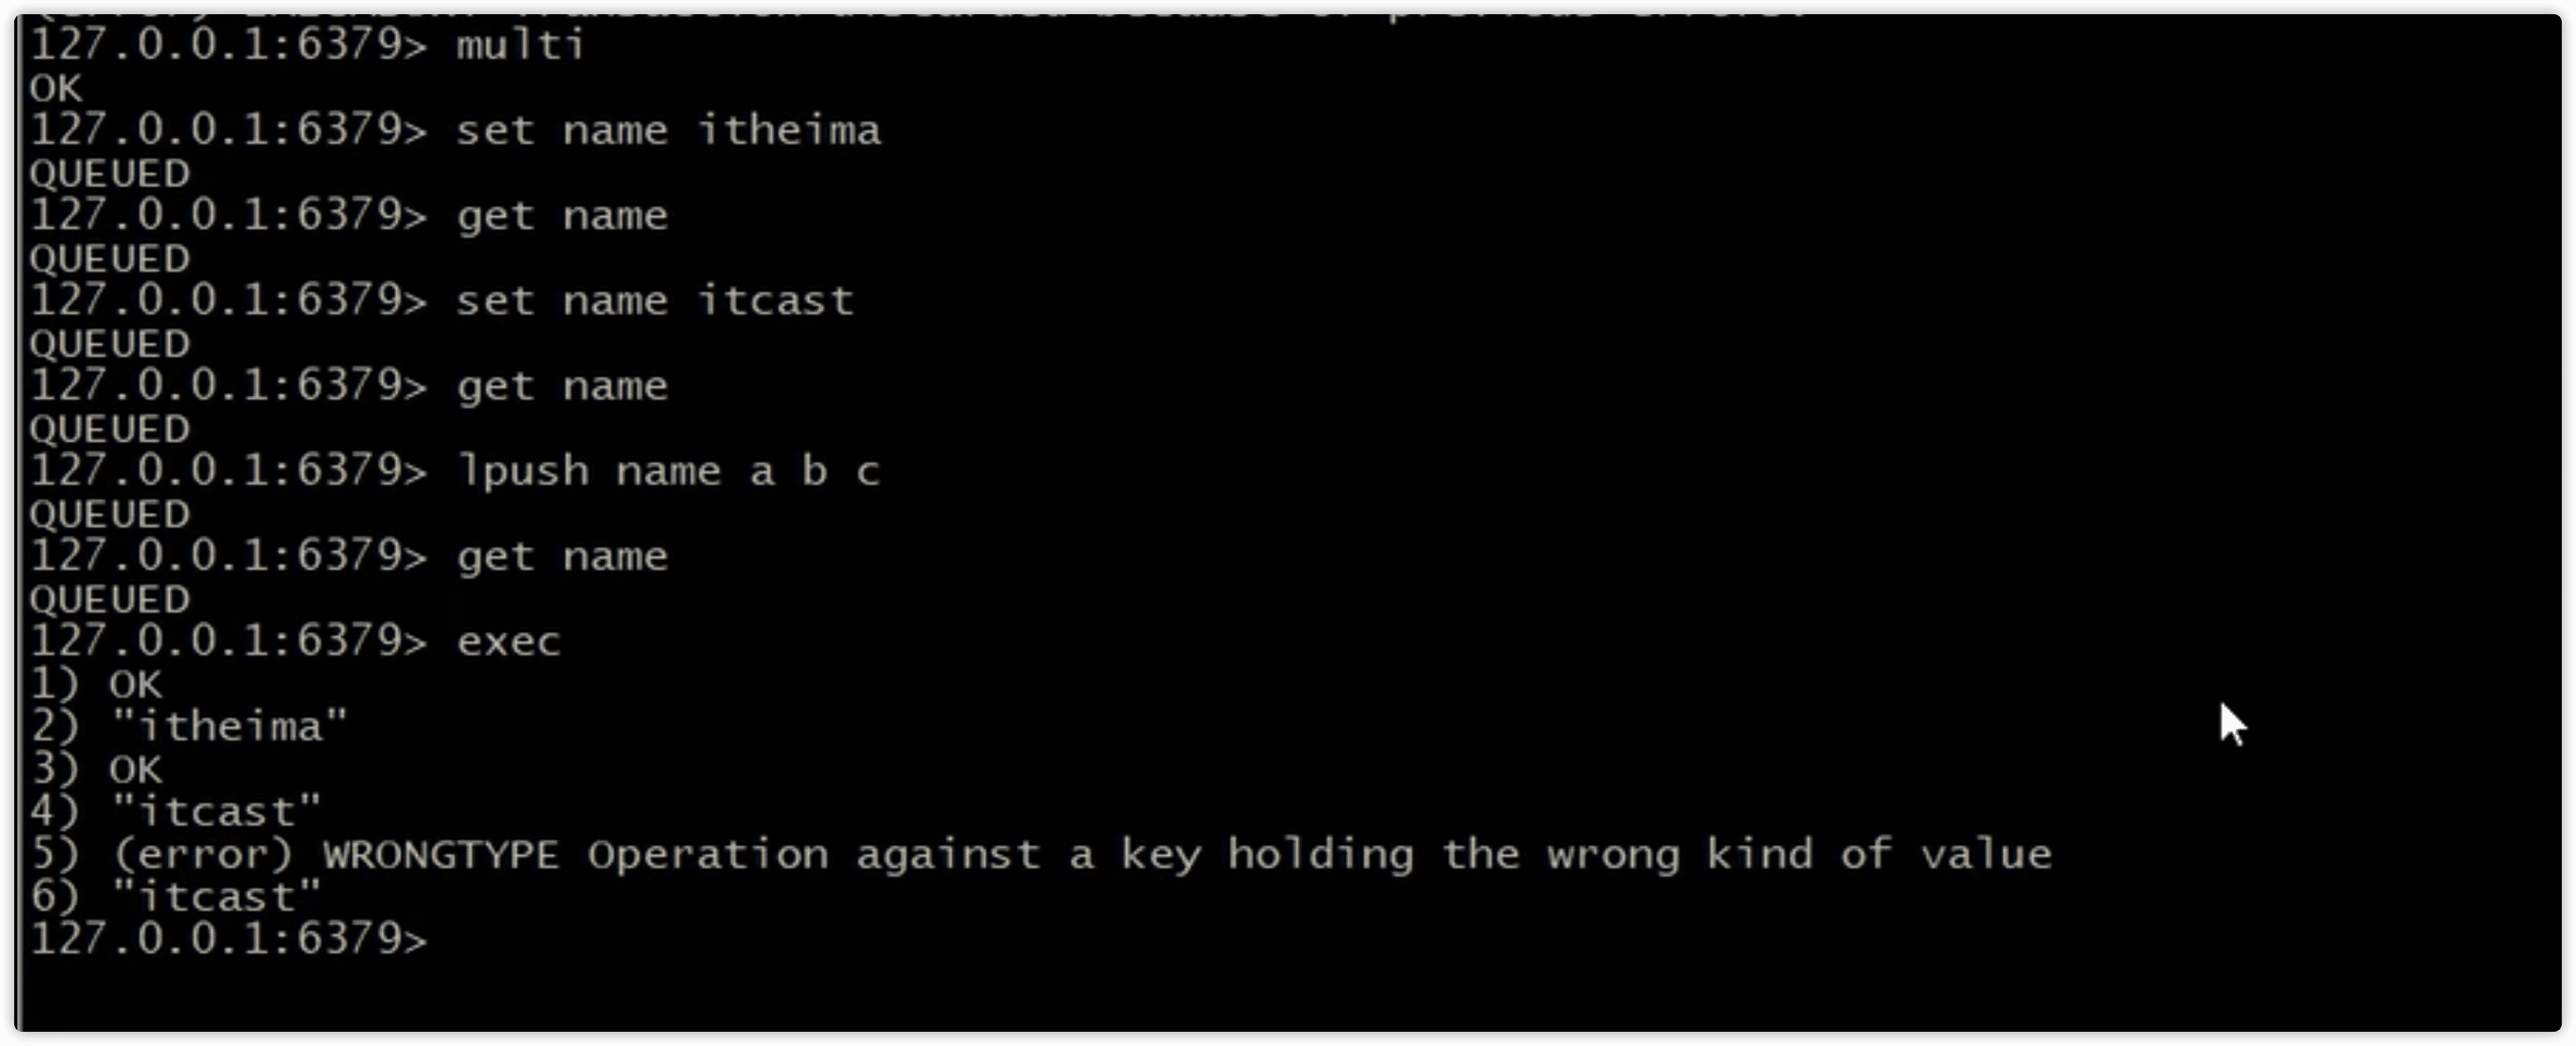 127.0.0.1:6379> multi
OK
127.0.0.1:6379> set name itheima
QUEUED
127.0.0.1:6379> get name
QUEUED
127.0.0.1:6379> set name itcast
QUEUED
127.0.0.1:6379> get name
QUEUED
127.0.0.1:6379> lpush name a b c
QUEUED
127.0.0.1:6379> get name
QUEUED
127.0.0.1:6379> exec
1) OK
2) "itheima"
3) OK
4) "itcast"
5) (error) WRONGTYPE Operation against a key holding the wrong kind of value
6) "itcast"
127.0.0.1:6379>